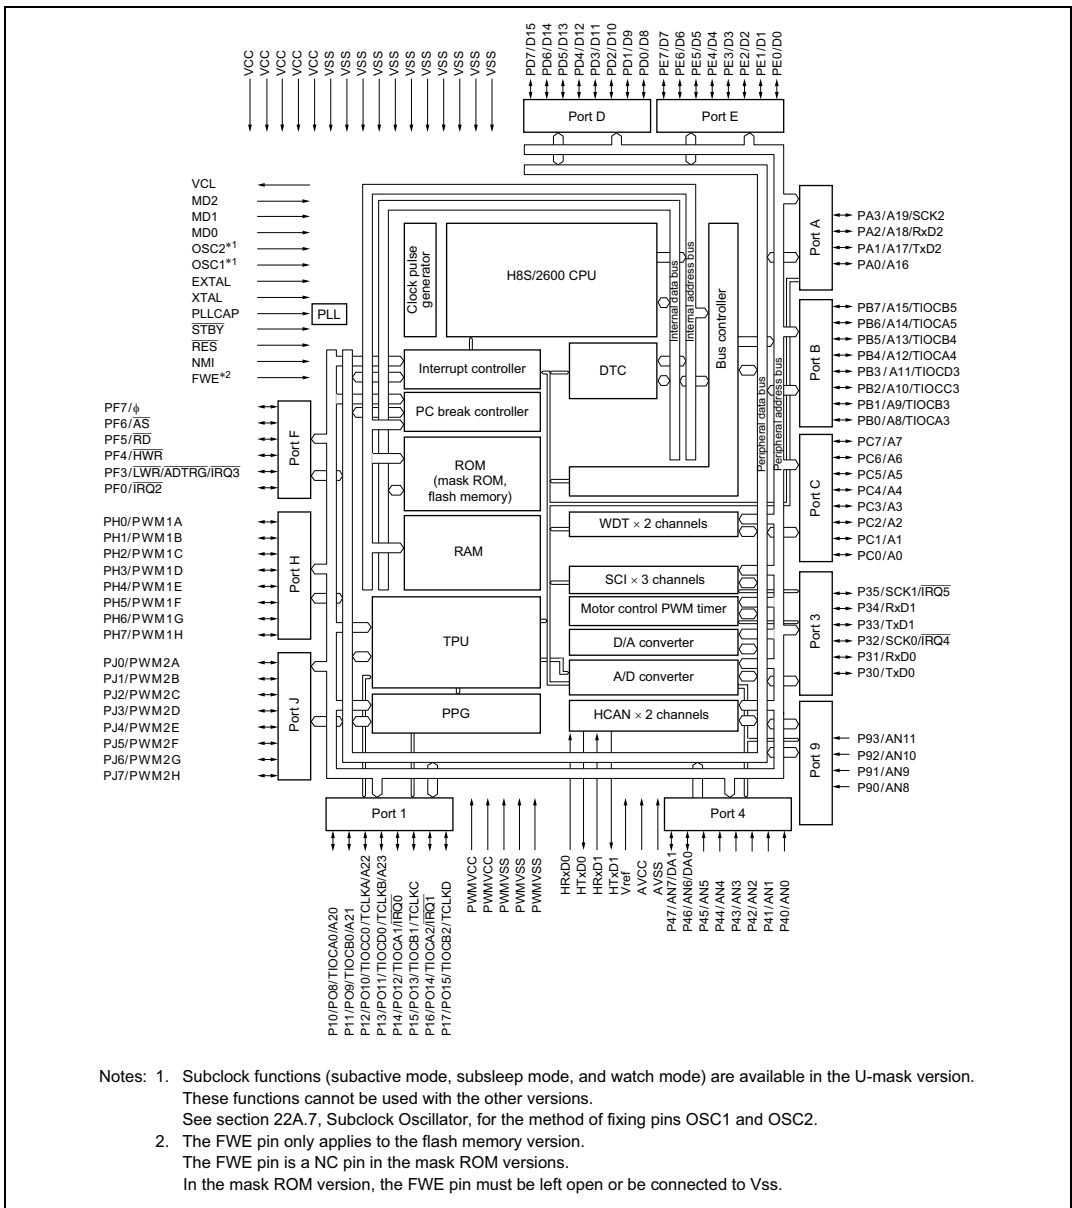 VCC
VCC
VCC
VCC
VCC
VSS
VSS
VSS
VSS
VSS
VSS
VSS
VSS
VSS
VSS
VSS
PD7/D15
PD6/D14
PD5/D13
PD4/D12
PD3/D11
PD2/D10
PD1/D9
PD0/D8
PE7/D7
PE6/D6
PE5/D5
PE4/D4
PE3/D3
PE2/D2
PE1/D1
PE0/D0
Port D
Port E
VCL
MD2
MD1
MD0
OSC2*1
OSC1*1
EXTAL
XTAL
PLLCAP
STBY
RES
NMI
FWE*2
PLL
Clock pulse
generator
H8S/2600 CPU
Internal data bus
Internal address bus
Bus controller
Peripheral data bus
Peripheral address bus
Port A
PA3/A19/SCK2
PA2/A18/RxD2
PA1/A17/TxD2
PA0/A16
Interrupt controller
DTC
PC break controller
ROM
(mask ROM,
flash memory)
RAM
Port B
PB7/A15/TIOCB5
PB6/A14/TIOCA5
PB5/A13/TIOCB4
PB4/A12/TIOCA4
PB3 / A11/TIOCD3
PB2/A10/TIOCC3
PB1/A9/TIOCB3
PB0/A8/TIOCA3
PF7/ϕ
PF6/AS
PF5/RD
PF4/HWR
PF3/LWR/ADTRG/IRQ3
PF0/IRQ2
Port F
Port C
PC7/A7
PC6/A6
PC5/A5
PC4/A4
PC3/A3
PC2/A2
PC1/A1
PC0/A0
PH0/PWM1A
PH1/PWM1B
PH2/PWM1C
PH3/PWM1D
PH4/PWM1E
PH5/PWM1F
PH6/PWM1G
PH7/PWM1H
Port H
WDT × 2 channels
SCI × 3 channels
Motor control PWM timer
D/A converter
A/D converter
HCAN × 2 channels
TPU
PPG
Port 3
P35/SCK1/IRQ5
P34/RxD1
P33/TxD1
P32/SCK0/IRQ4
P31/RxD0
P30/TxD0
PJ0/PWM2A
PJ1/PWM2B
PJ2/PWM2C
PJ3/PWM2D
PJ4/PWM2E
PJ5/PWM2F
PJ6/PWM2G
PJ7/PWM2H
Port J
Port 9
P93/AN11
P92/AN10
P91/AN9
P90/AN8
Port 1
Port 4
P10/PO8/TIOCA0/A20
P11/PO9/TIOCB0/A21
P12/PO10/TIOCC0/TCLKA/A22
P13/PO11/TIOCD0/TCLKB/A23
P14/PO12/TIOCA1/IRQ0
P15/PO13/TIOCB1/TCLKC
P16/PO14/TIOCA2/IRQ1
P17/PO15/TIOCB2/TCLKD
PWMVCC
PWMVCC
PWMVSS
PWMVSS
PWMVSS
HRxD0
HTxD0
HRxD1
HTxD1
Vref
AVCC
AVSS
P47/AN7/DA1
P46/AN6/DA0
P45/AN5
P44/AN4
P43/AN3
P42/AN2
P41/AN1
P40/AN0
Notes: 1. Subclock functions (subactive mode, subsleep mode, and watch mode) are available in the U-mask version.
These functions cannot be used with the other versions.
See section 22A.7, Subclock Oscillator, for the method of fixing pins OSC1 and OSC2.
2. The FWE pin only applies to the flash memory version.
The FWE pin is a NC pin in the mask ROM versions.
In the mask ROM version, the FWE pin must be left open or be connected to Vss.